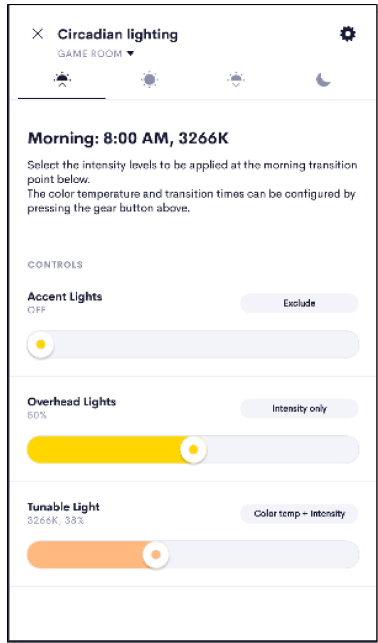 Circadian lighting
GAME ROOM
Morning: 8:00 AM, 3266K
Select the intensity levels to be applied at the morning transition
point below.
The color temperature and transition times can be configured by
pressing the gear button above.
CONTROLS
Accent Lights
Exclude
OFF
Overhead Lights
Intensity only
50%
Tunable Light
Color temp + Intensity
3266K, 38%